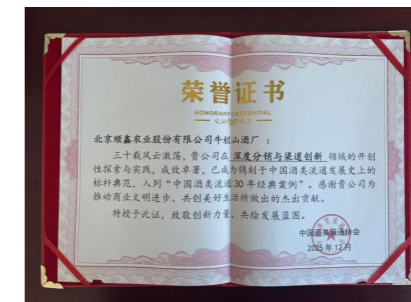 荣誉证书
HONORARY CREDENTIAL
北京顺鑫农业股份有限公司牛栏山酒厂：
三十载风云激荡，贵公司在 深度分销与渠道创新 领域的开创
性探索与实践，成效卓著，已成为镌刻于中国酒类流通发展史上的
标杆典范，入列“中国酒类流通30年经典案例”。感谢贵公司为
推动商业文明进步、共创美好生活所做出的杰出贡献。
特授予此证，致敬创新力量，共绘发展蓝图。
中国酒类流通协会
2025年12月